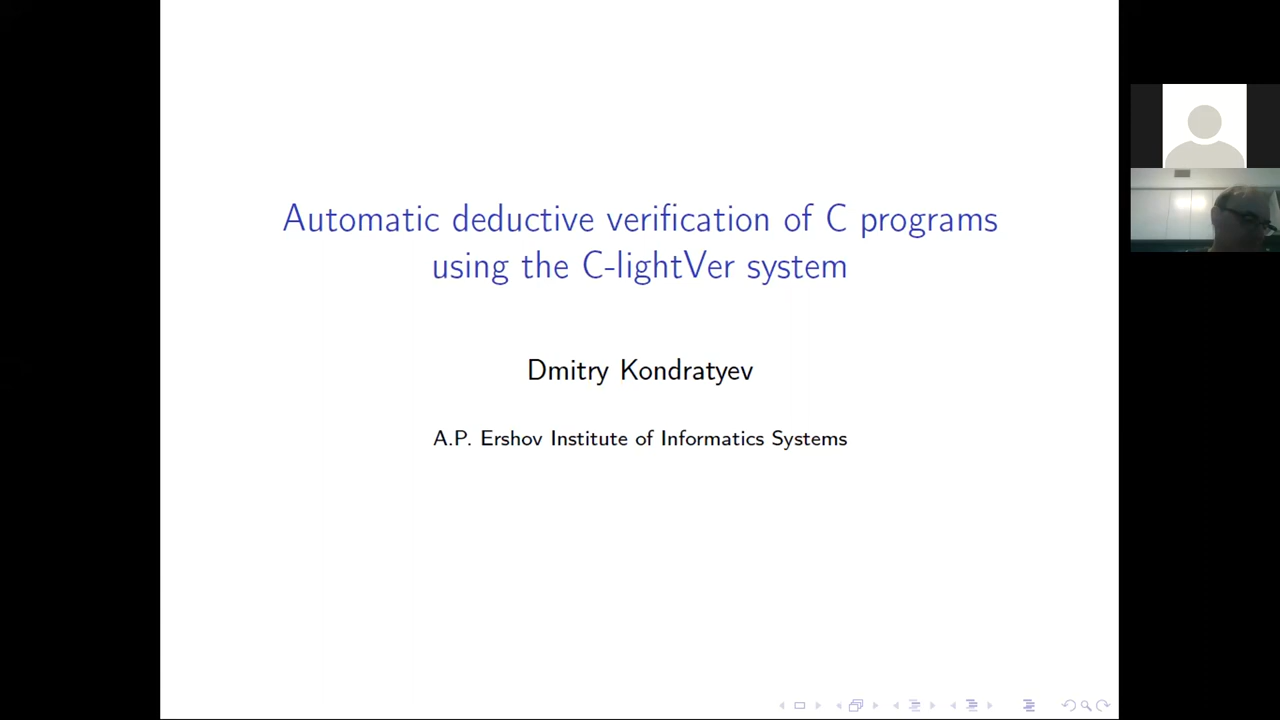 Automatic deductive verification of C programs
using the C-lightVer system
Dmitry Kondratyev
A.P. Ershov Institute of Informatics Systems